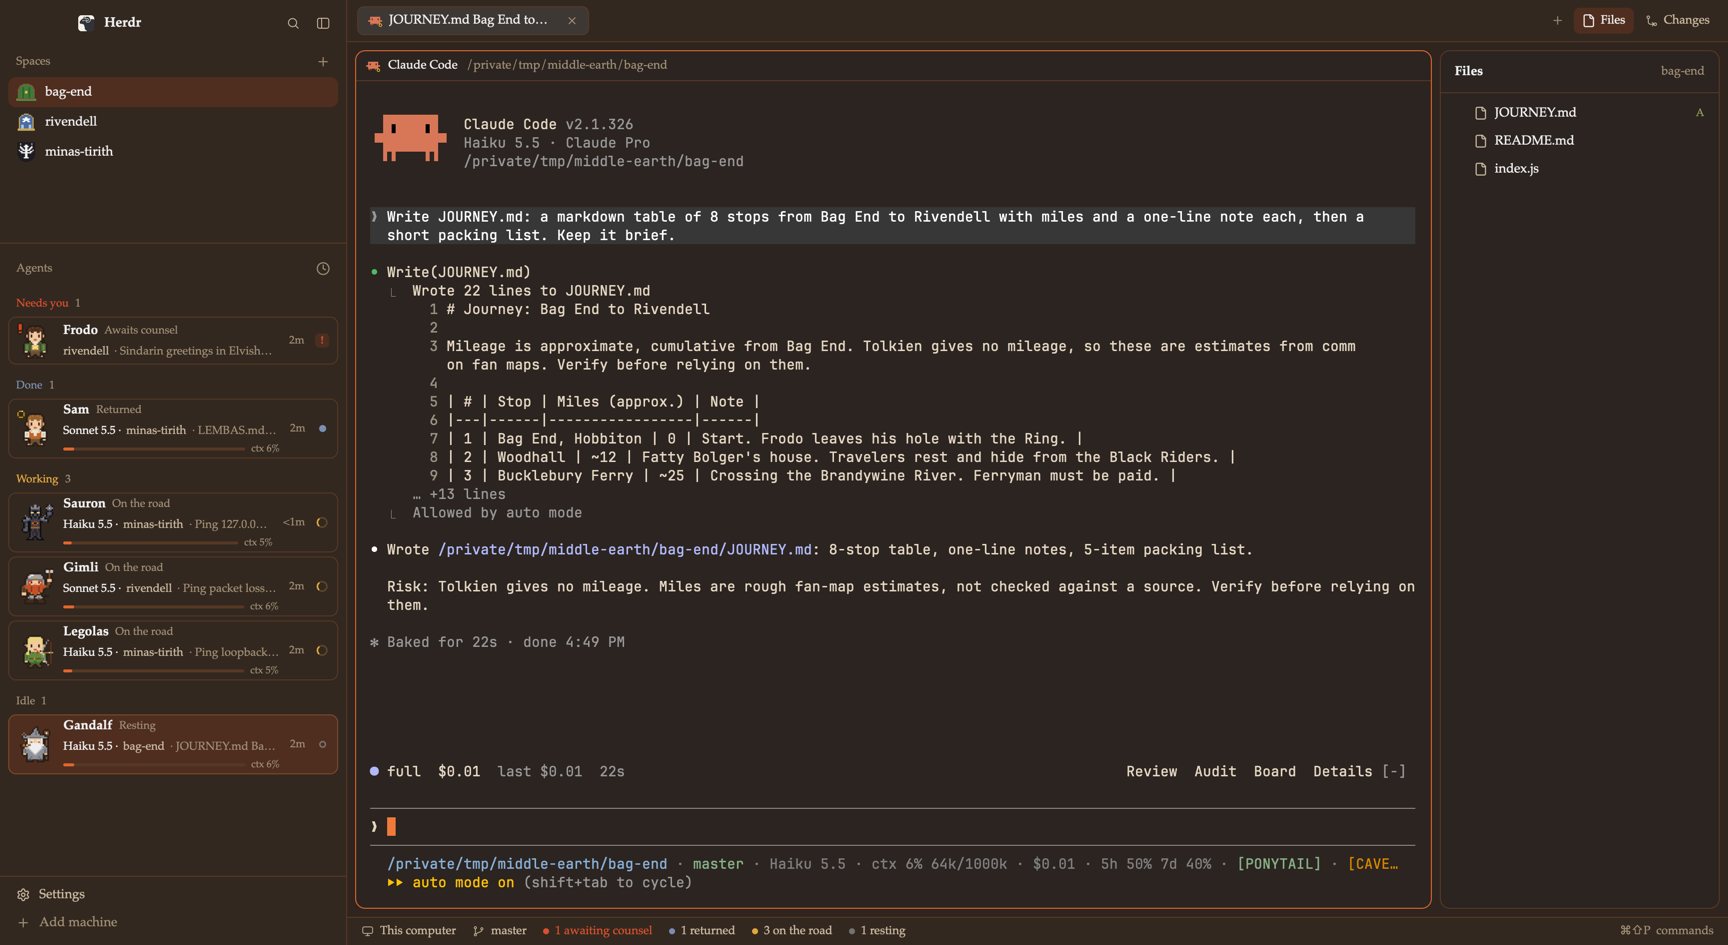 Herdr
Spaces
bag-end
rivendell
minas-tirith
Agents
Needs you 1
Frodo Awaits counsel
rivendell · Sindarin greetings in Elvish…
2m
!
Done 1
Sam Returned
Sonnet 5.5 · minas-tirith · LEMBAS.md…
2m
ctx 6%
Working 3
Sauron On the road
Haiku 5.5 · minas-tirith · Ping 127.0.0…
<1m
ctx 5%
Gimli On the road
Sonnet 5.5 · rivendell · Ping packet loss…
2m
ctx 6%
Legolas On the road
Haiku 5.5 · minas-tirith · Ping loopback…
2m
ctx 5%
Idle 1
Gandalf Resting
Haiku 5.5 · bag-end · JOURNEY.md Ba…
2m
ctx 6%
Settings
+ Add machine
JOURNEY.md Bag End to… ×
+ Files Changes
Claude Code /private/tmp/middle-earth/bag-end
Claude Code v2.1.326
Haiku 5.5 · Claude Pro
/private/tmp/middle-earth/bag-end
❯ Write JOURNEY.md: a markdown table of 8 stops from Bag End to Rivendell with miles and a one-line note each, then a
short packing list. Keep it brief.
● Write(JOURNEY.md)
⎿ Wrote 22 lines to JOURNEY.md
1 # Journey: Bag End to Rivendell
2
3 Mileage is approximate, cumulative from Bag End. Tolkien gives no mileage, so these are estimates from comm
on fan maps. Verify before relying on them.
4
5 | # | Stop | Miles (approx.) | Note |
6 |---|------|-----------------|------|
7 | 1 | Bag End, Hobbiton | 0 | Start. Frodo leaves his hole with the Ring. |
8 | 2 | Woodhall | ~12 | Fatty Bolger's house. Travelers rest and hide from the Black Riders. |
9 | 3 | Bucklebury Ferry | ~25 | Crossing the Brandywine River. Ferryman must be paid. |
… +13 lines
⎿ Allowed by auto mode
● Wrote /private/tmp/middle-earth/bag-end/JOURNEY.md: 8-stop table, one-line notes, 5-item packing list.
Risk: Tolkien gives no mileage. Miles are rough fan-map estimates, not checked against a source. Verify before relying on
them.
✻ Baked for 22s · done 4:49 PM
● full $0.01 last $0.01 22s
Review Audit Board Details [-]
❯
/private/tmp/middle-earth/bag-end · master · Haiku 5.5 · ctx 6% 64k/1000k · $0.01 · 5h 50% 7d 40% · [PONYTAIL] · [CAVE…
⏵⏵ auto mode on (shift+tab to cycle)
Files bag-end
JOURNEY.md A
README.md
index.js
This computer master ● 1 awaiting counsel ● 1 returned ● 3 on the road ● 1 resting
⌘⇧P commands